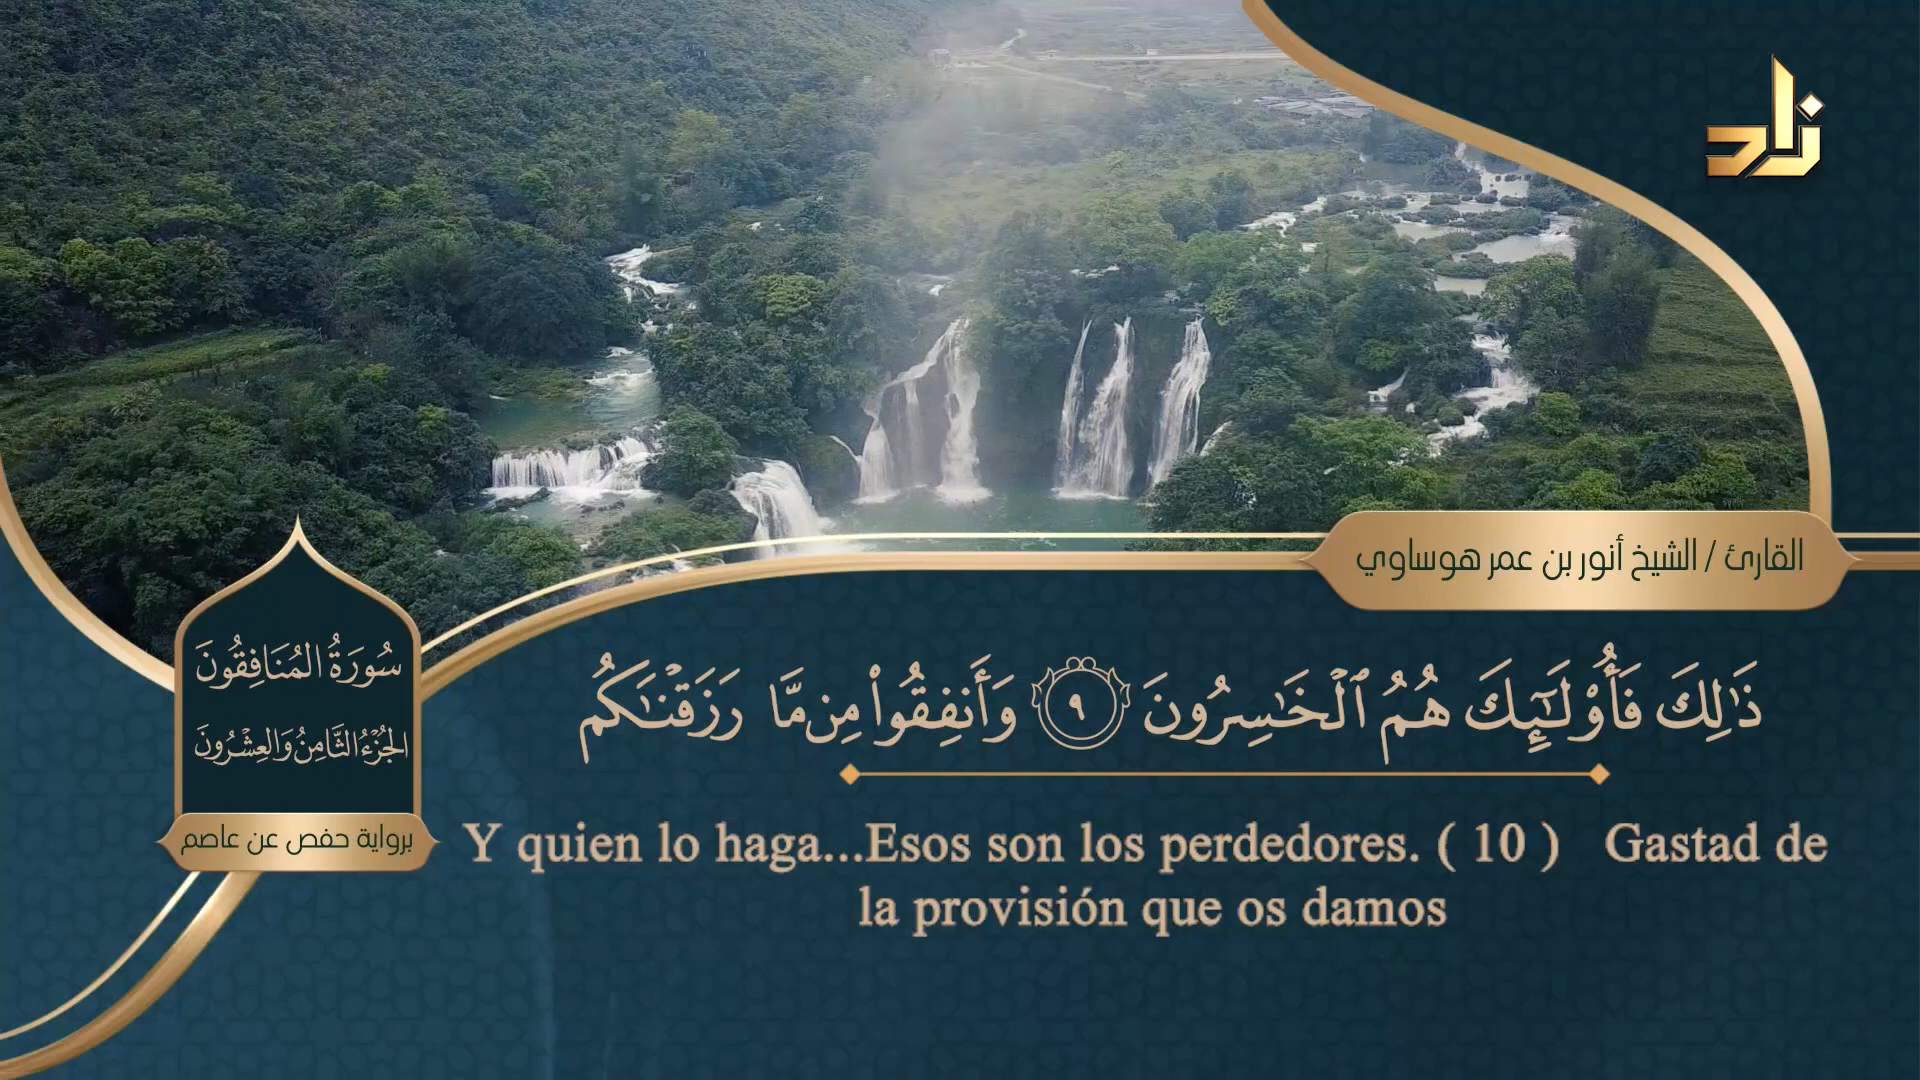 زاد
القارئ / الشيخ أنور بن عمر هوساوي
سُورَةُ المُنَافِقُونَ
الجُزْءُ الثَّامِنُ وَالعِشْرُونَ
برواية حفص عن عاصم
ذَٰلِكَ فَأُوْلَٰٓئِكَ هُمُ ٱلْخَٰسِرُونَ ٩ وَأَنفِقُوا۟ مِن مَّا رَزَقْنَٰكُم
Y quien lo haga...Esos son los perdedores. ( 10 ) Gastad de
la provisión que os damos